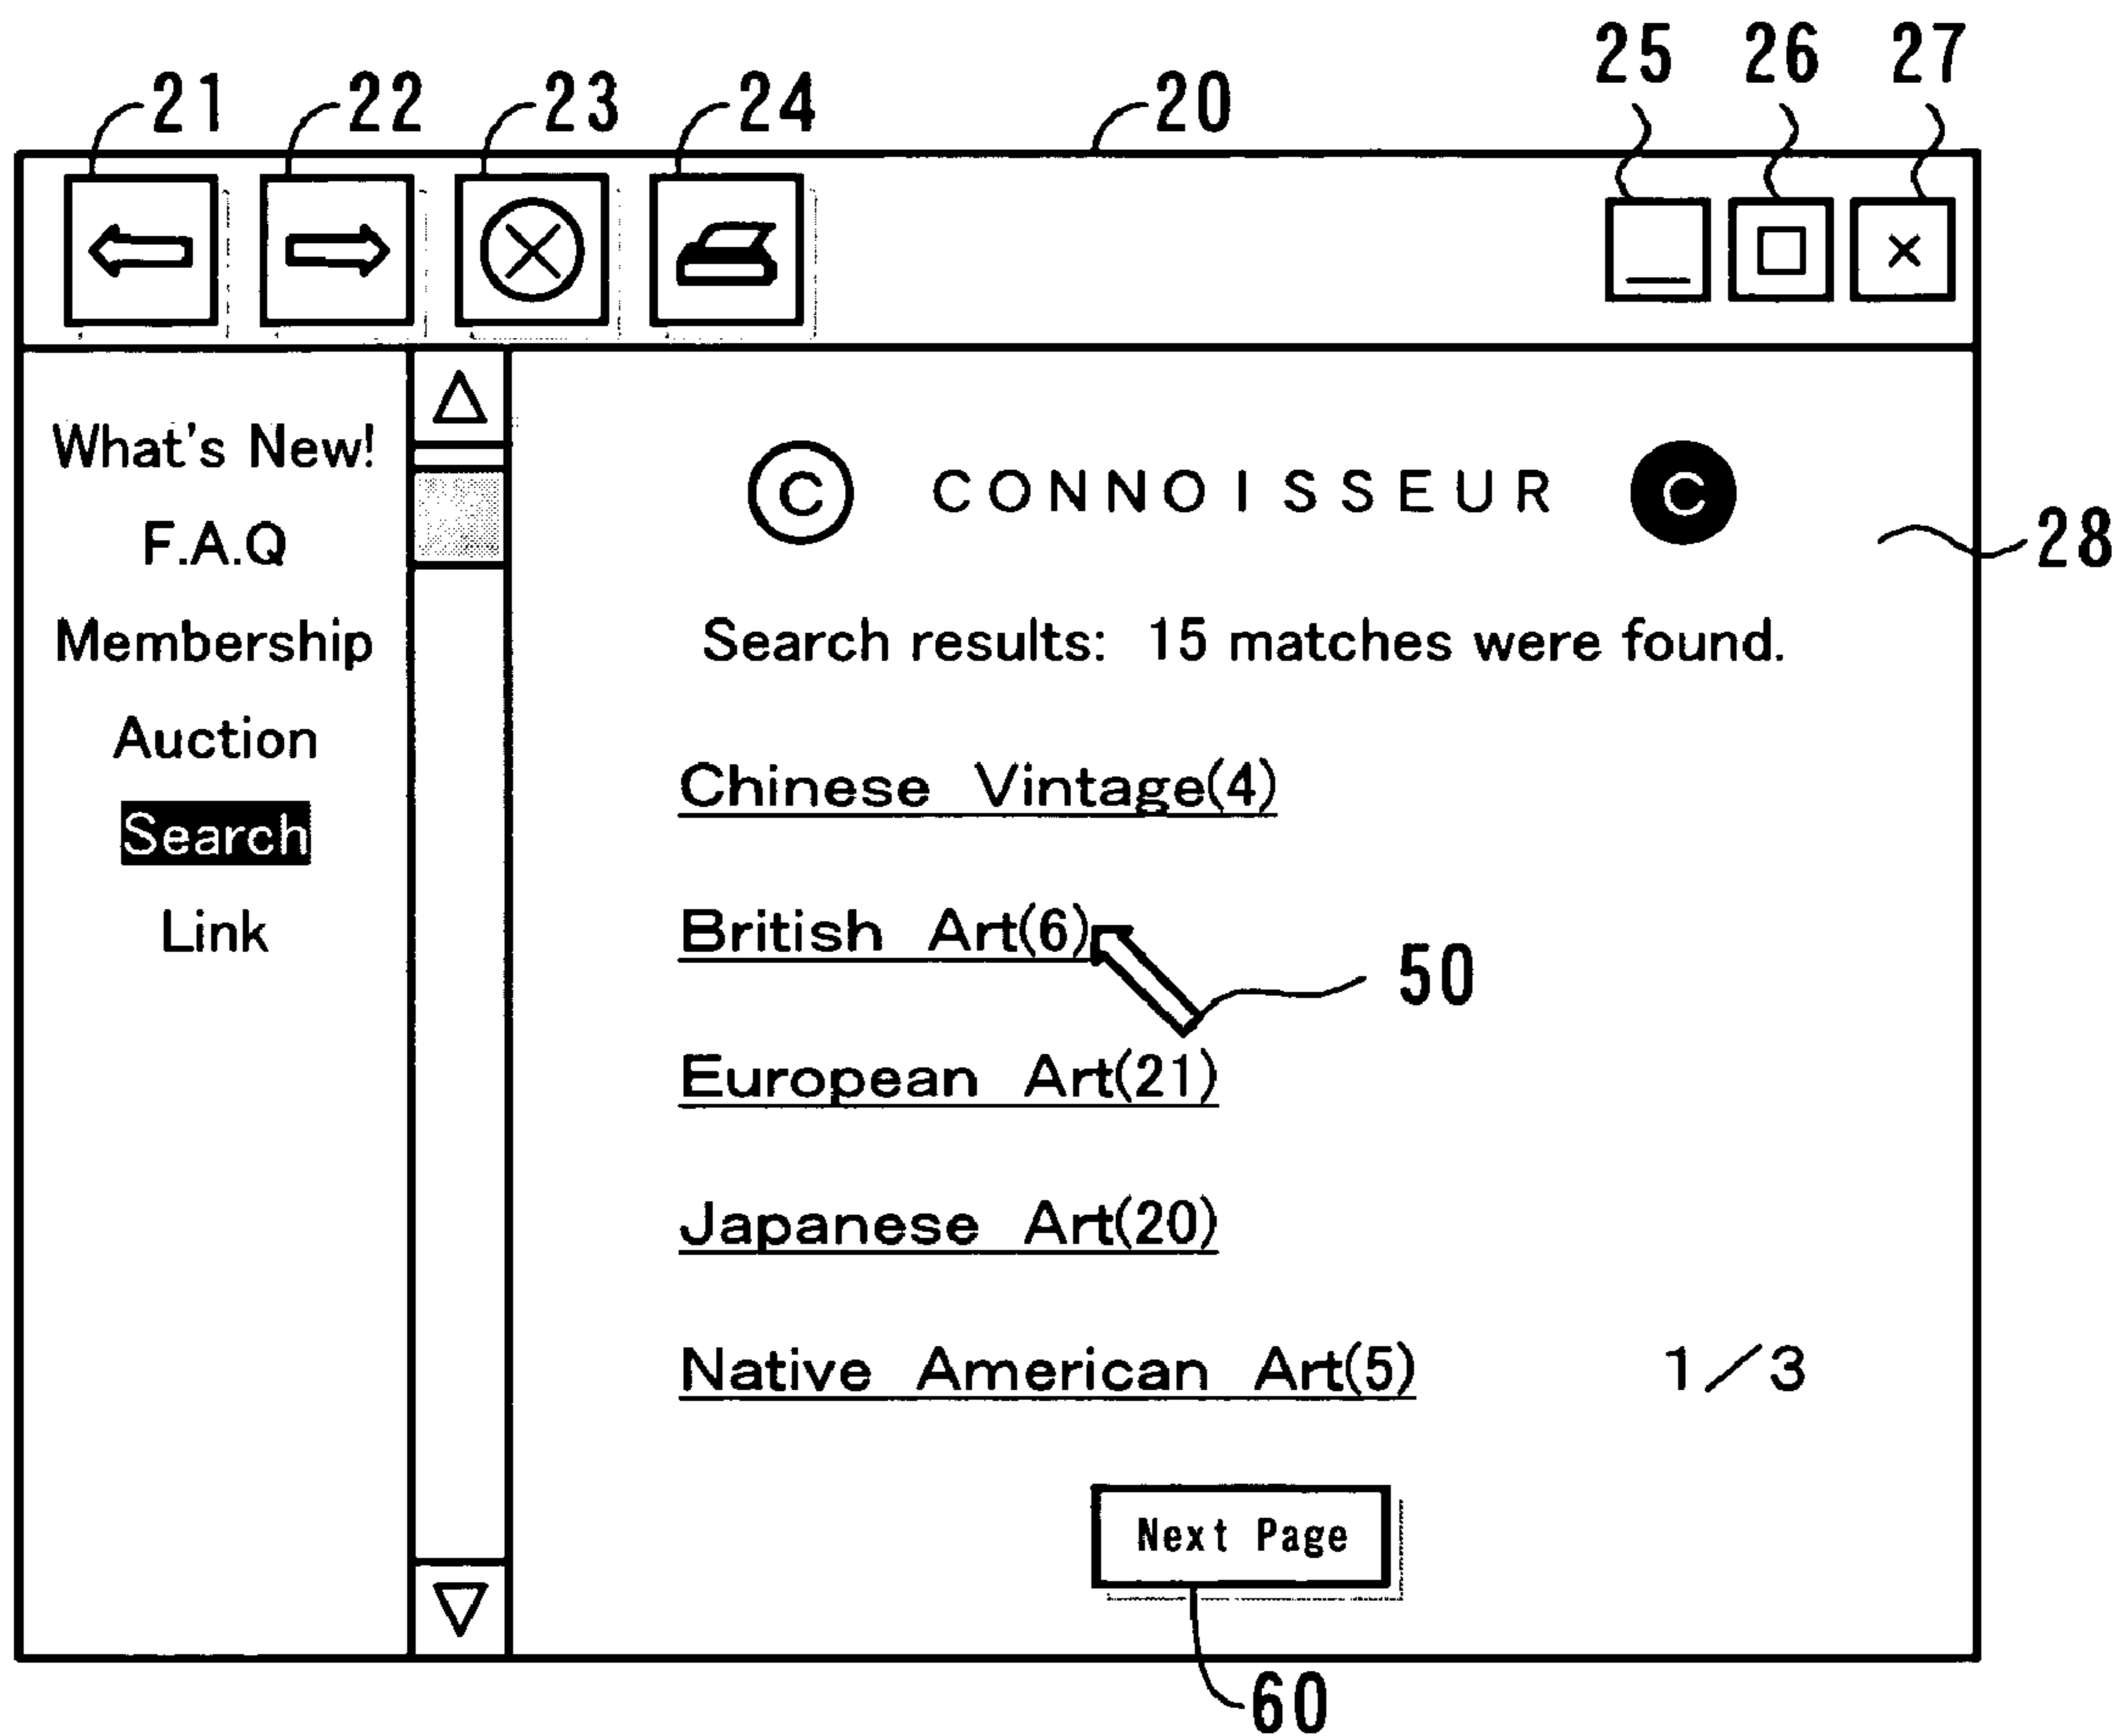 25 26 27
21 22 23 24 20
What's New!
F.A.Q
Membership
Auction
Search
Link
C CONNOISSEUR C
28
Search results: 15 matches were found.
Chinese Vintage(4)
British Art(6)
50
European Art(21)
Japanese Art(20)
Native American Art(5)
1/3
Next Page
60